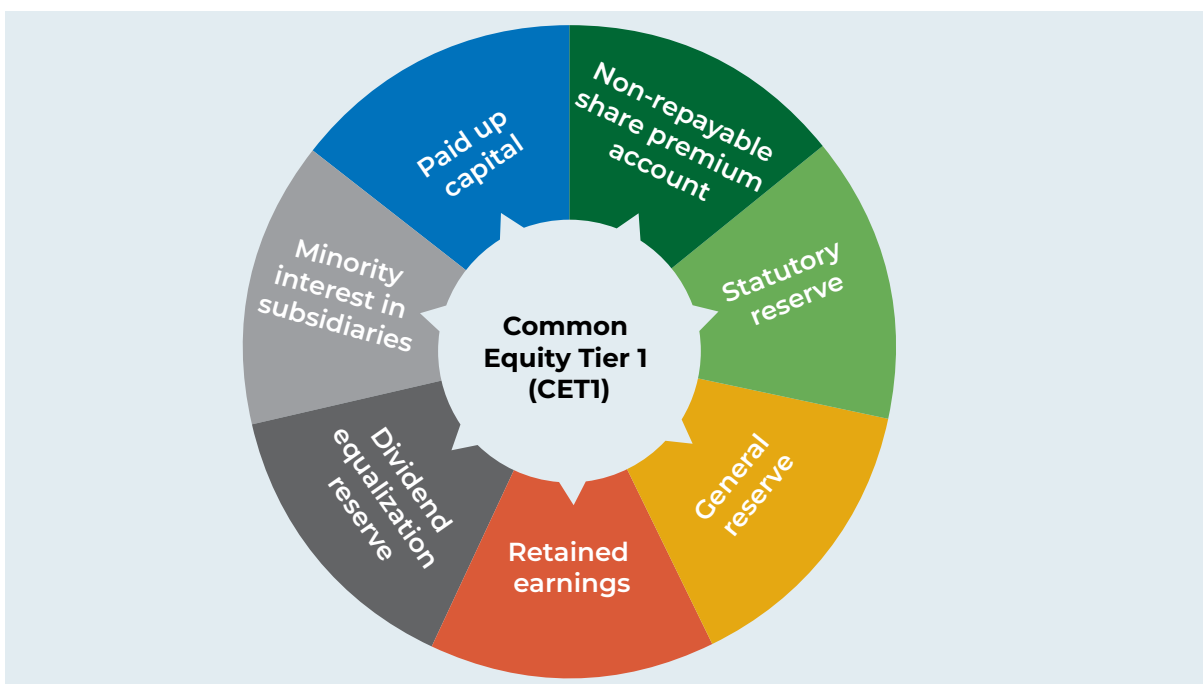 Paid up
capital
Non-repayable
share premium
account
Statutory
reserve
General
reserve
Retained
earnings
Dividend
equalization
reserve
Minority
interest in
subsidiaries
Common
Equity Tier 1
(CET1)